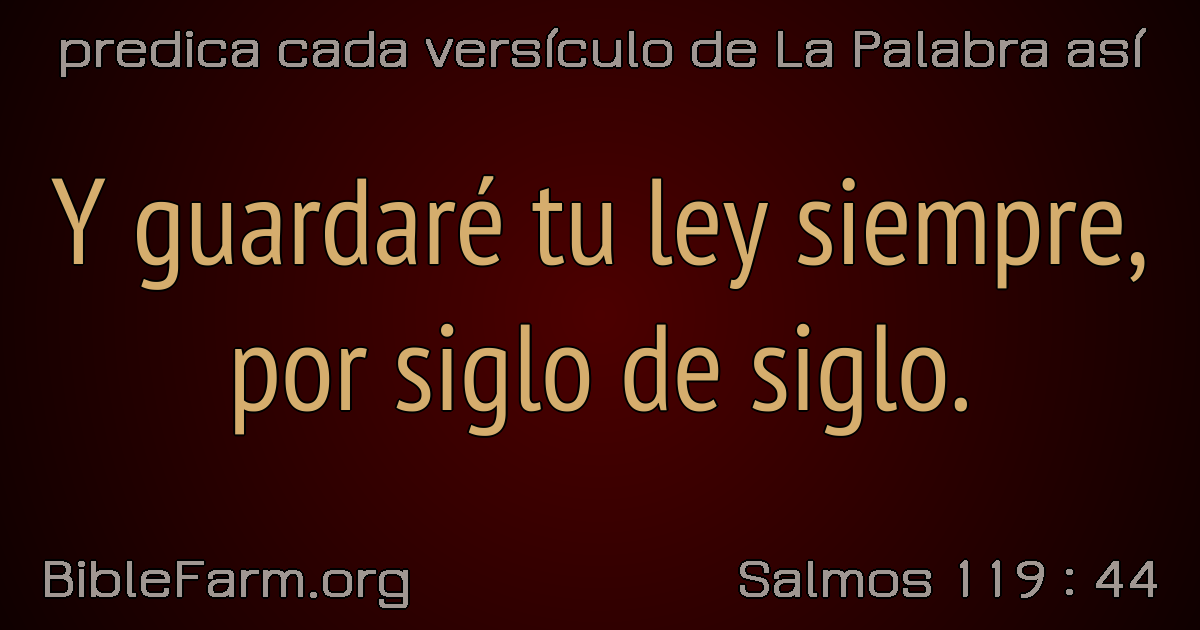 predica cada versículo de La Palabra así
Y guardaré tu ley siempre,
por siglo de siglo.
BibleFarm.org
Salmos 119 : 44